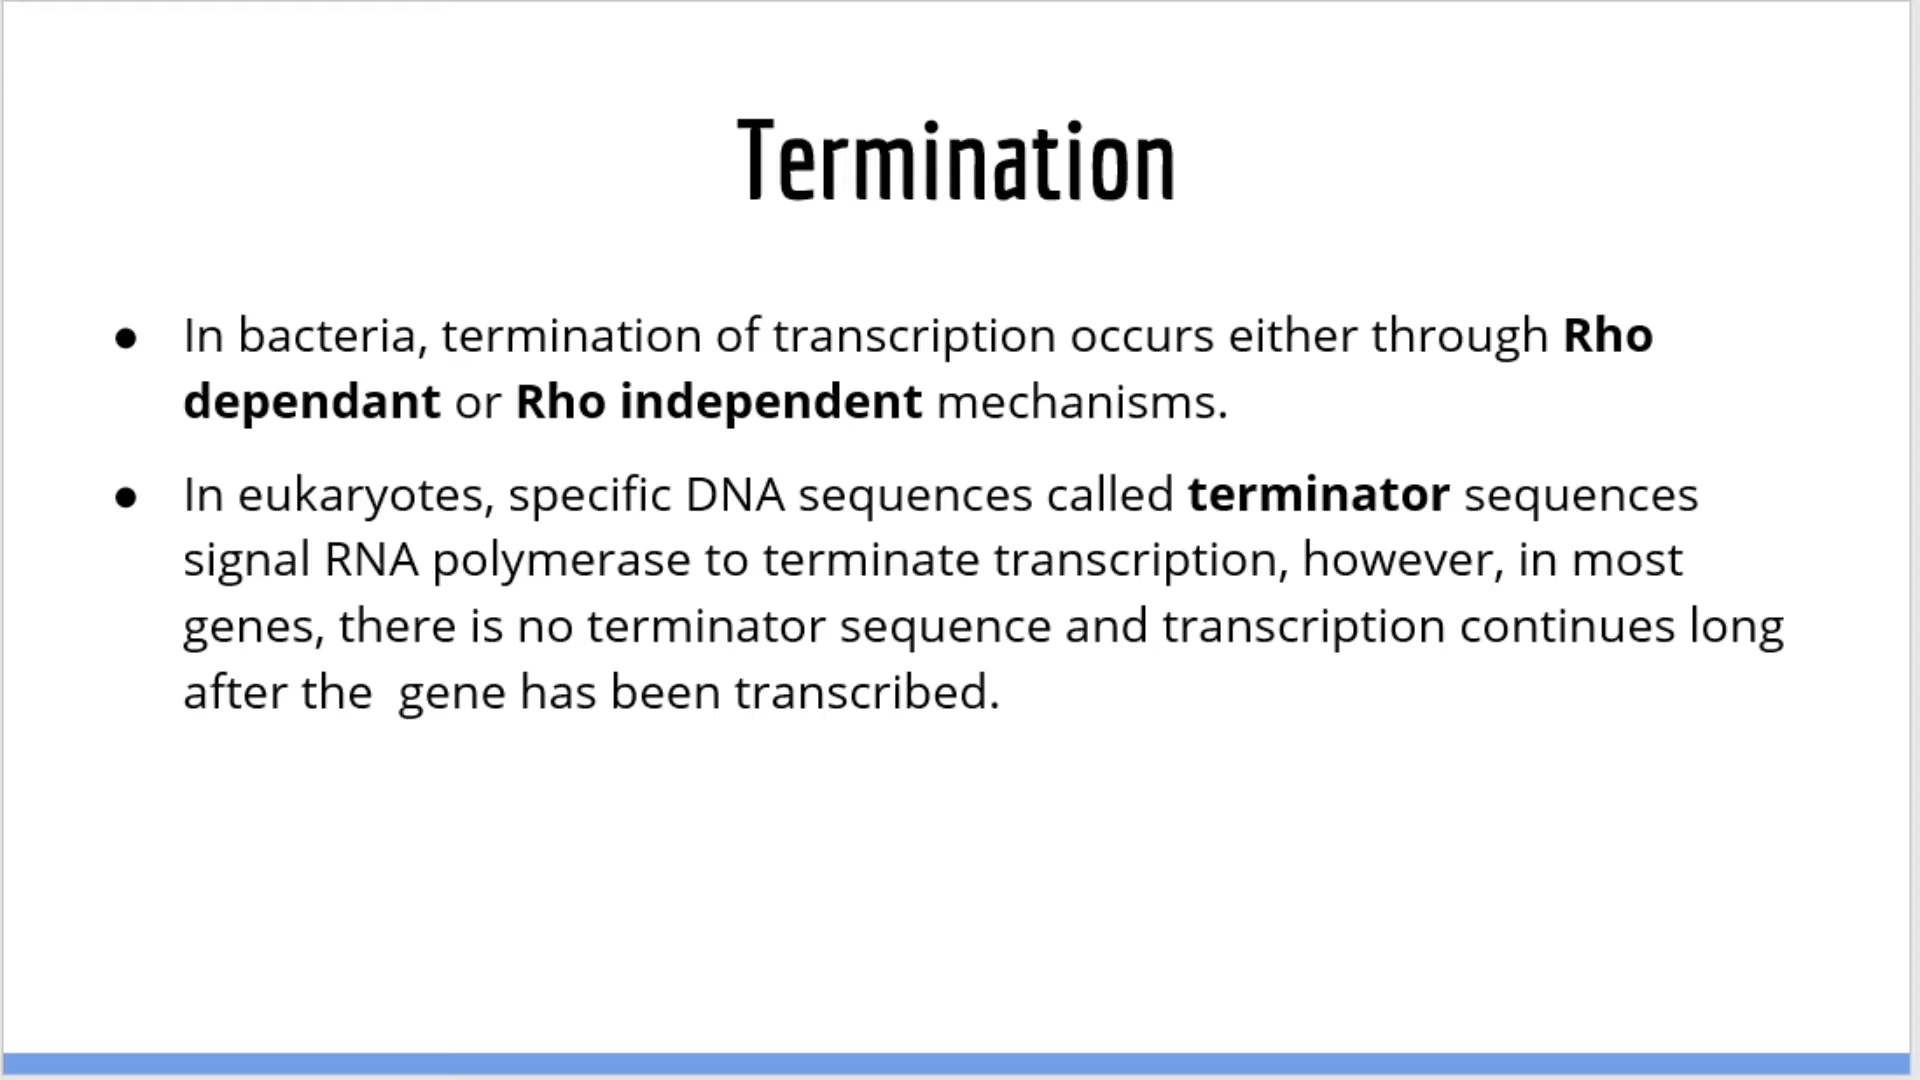 Termination
● In bacteria, termination of transcription occurs either through Rho
dependant or Rho independent mechanisms.
● In eukaryotes, specific DNA sequences called terminator sequences
signal RNA polymerase to terminate transcription, however, in most
genes, there is no terminator sequence and transcription continues long
after the  gene has been transcribed.